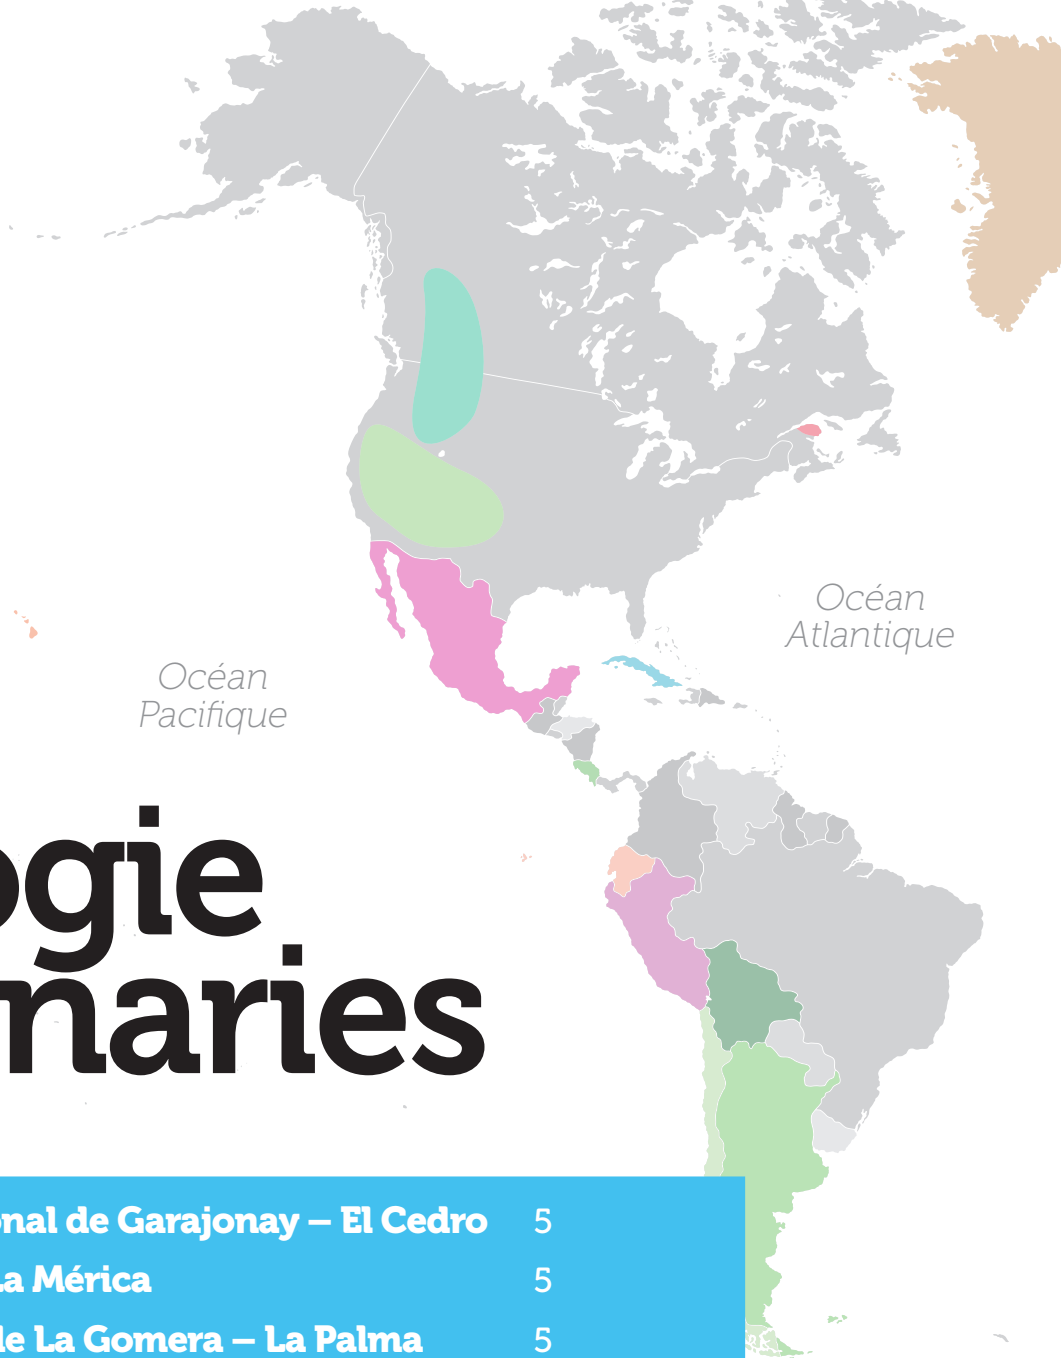 Océan
Atlantique
Océan
Pacifique
ogie
naries
nal de Garajonay – El Cedro 5
La Mérica 5
de La Gomera – La Palma 5